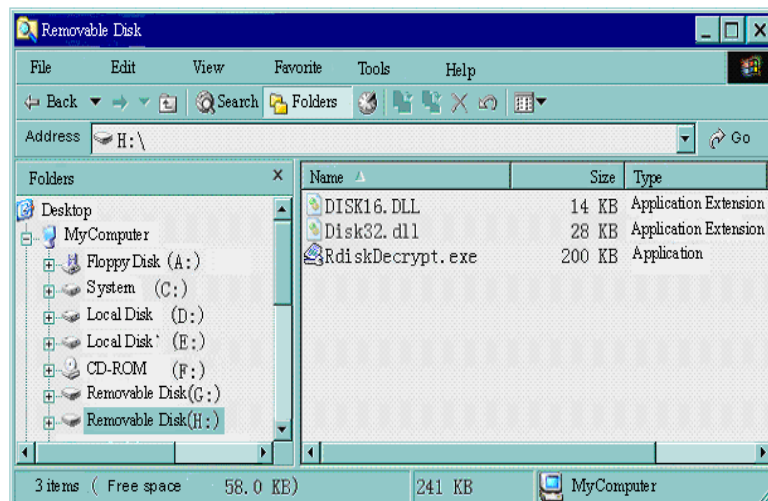 Removable Disk
File Edit View Favorite Tools Help
Back Search Folders
Address H:\ Go
Folders x
Name Size Type
Desktop
MyComputer
Floppy Disk (A:)
System (C:)
Local Disk (D:)
Local Disk (E:)
CD-ROM (F:)
Removable Disk(G:)
Removable Disk(H:)
DISK16.DLL 14 KB Application Extension
Disk32.dll 28 KB Application Extension
RdiskDecrypt.exe 200 KB Application
3 items ( Free space 58.0 KB) 241 KB MyComputer